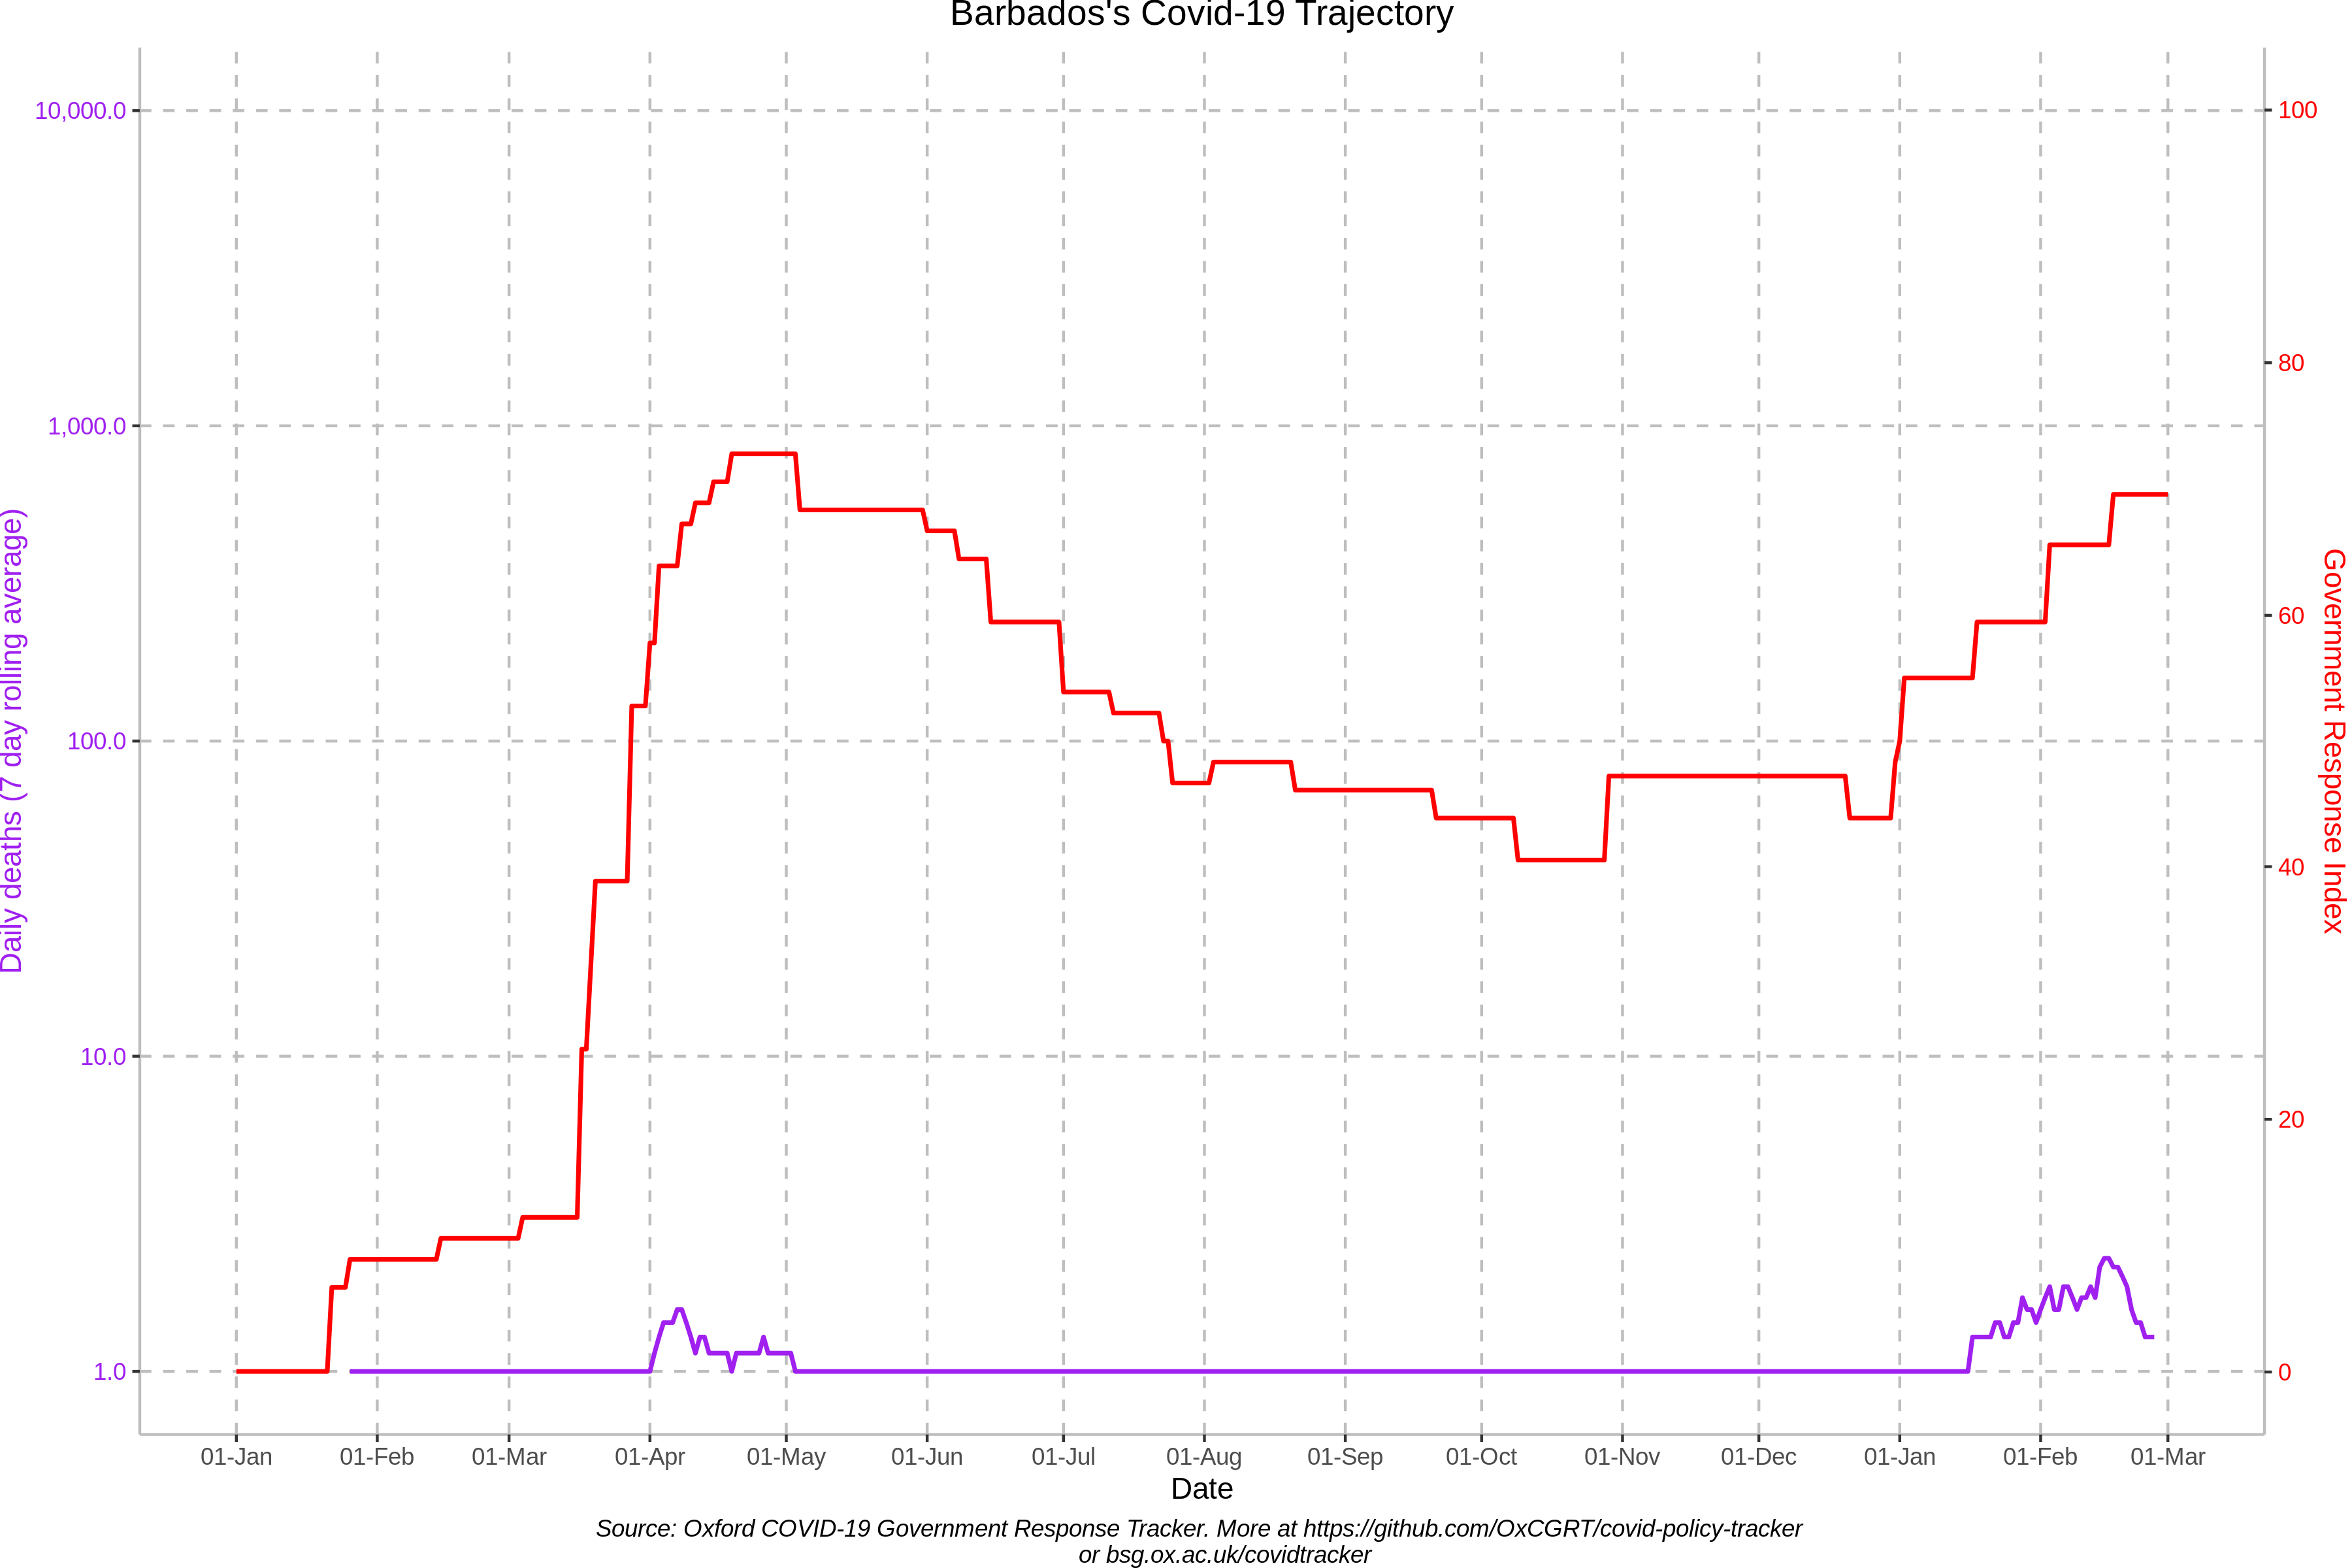 Barbados's Covid-19 Trajectory
10,000.0
1,000.0
100.0
10.0
1.0
Daily deaths (7 day rolling average)
100
80
60
40
20
0
Government Response Index
01-Jan 01-Feb 01-Mar 01-Apr 01-May 01-Jun 01-Jul 01-Aug 01-Sep 01-Oct 01-Nov 01-Dec 01-Jan 01-Feb 01-Mar
Date
Source: Oxford COVID-19 Government Response Tracker. More at https://github.com/OxCGRT/covid-policy-tracker
or bsg.ox.ac.uk/covidtracker